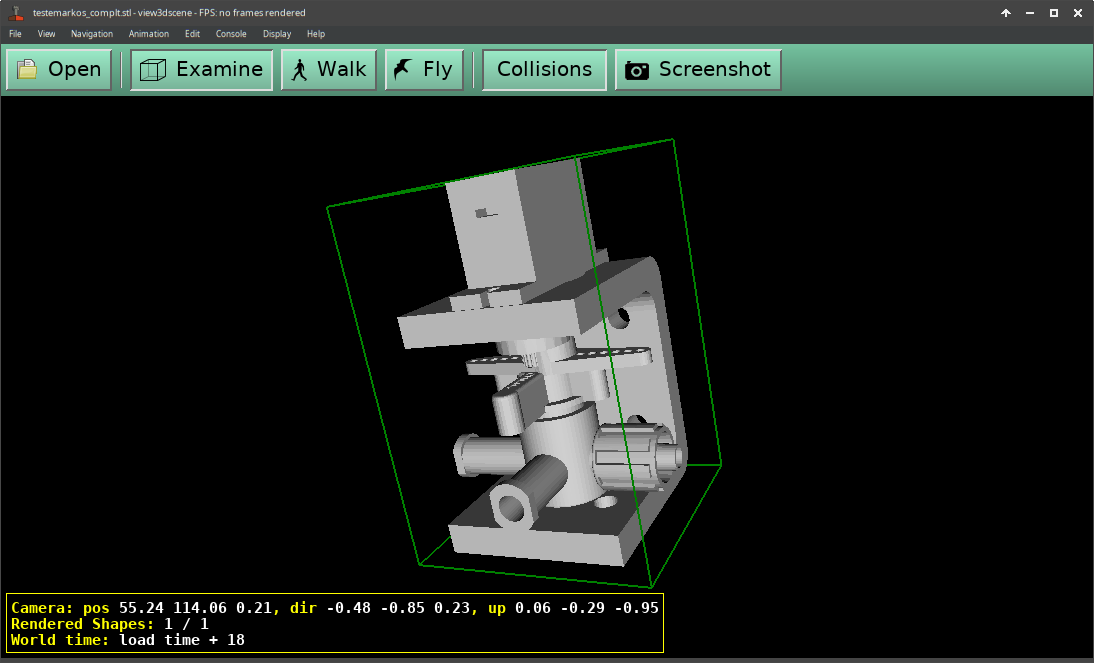 testemarkos_complt.stl - view3dscene - FPS: no frames rendered
File View Navigation Animation Edit Console Display Help
Open Examine Walk Fly Collisions Screenshot
Camera: pos 55.24 114.06 0.21, dir -0.48 -0.85 0.23, up 0.06 -0.29 -0.95
Rendered Shapes: 1 / 1
World time: load time + 18